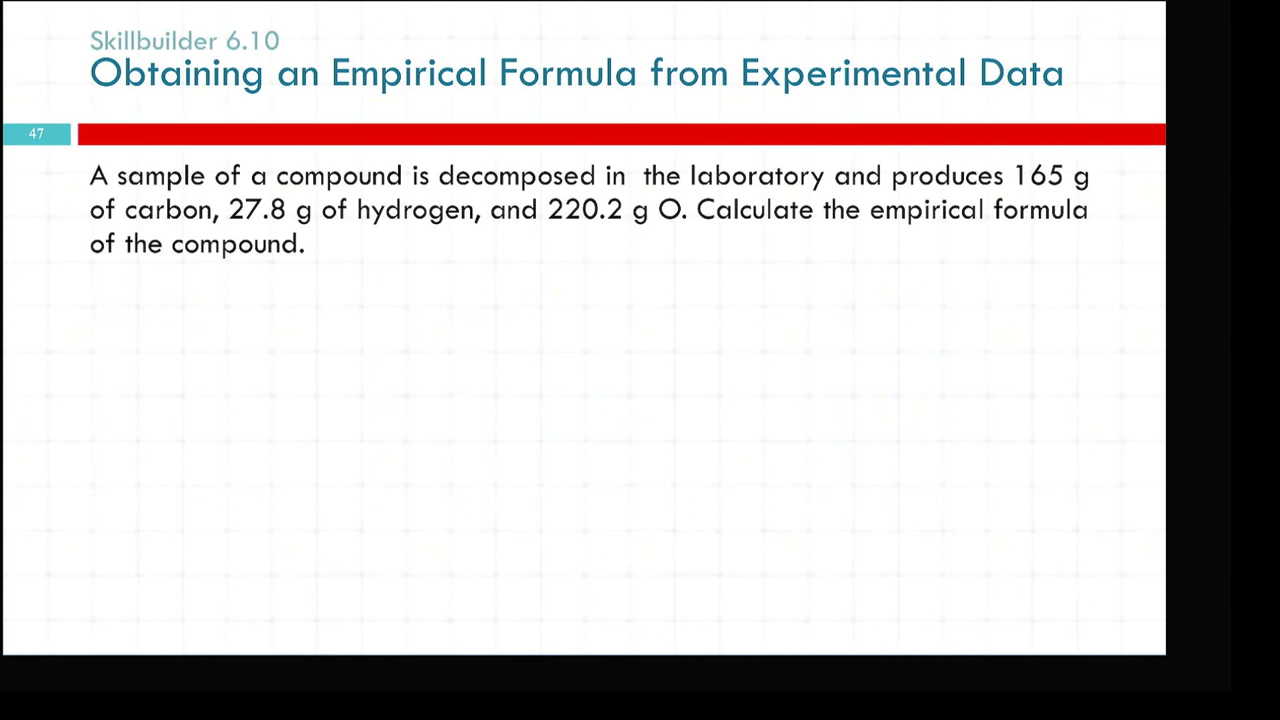 Skillbuilder 6.10
Obtaining an Empirical Formula from Experimental Data
47
A sample of a compound is decomposed in the laboratory and produces 165 g
of carbon, 27.8 g of hydrogen, and 220.2 g O. Calculate the empirical formula
of the compound.